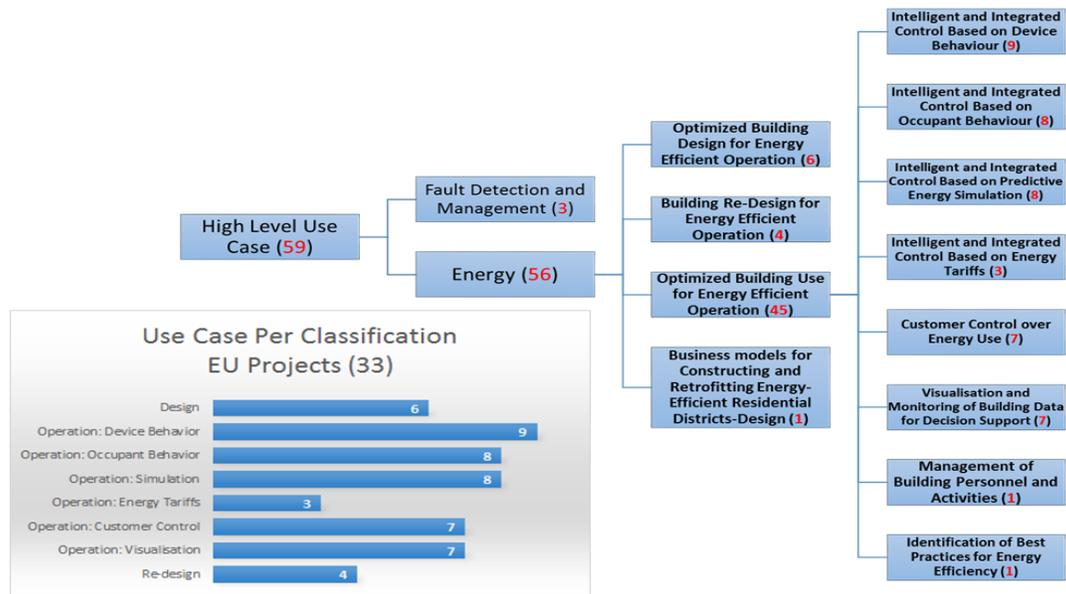 High Level Use
Case (59)
Fault Detection and
Management (3)
Energy (56)
Optimized Building
Design for Energy
Efficient Operation (6)
Building Re-Design for
Energy Efficient
Operation (4)
Optimized Building Use
for Energy Efficient
Operation (45)
Business models for
Constructing and
Retrofitting Energy-
Efficient Residential
Districts-Design (1)
Intelligent and Integrated
Control Based on Device
Behaviour (9)
Intelligent and Integrated
Control Based on
Occupant Behaviour (8)
Intelligent and Integrated
Control Based on Predictive
Energy Simulation (8)
Intelligent and Integrated
Control Based on Energy
Tariffs (3)
Customer Control over
Energy Use (7)
Visualisation and
Monitoring of Building Data
for Decision Support (7)
Management of
Building Personnel and
Activities (1)
Identification of Best
Practices for Energy
Efficiency (1)
Use Case Per Classification
EU Projects (33)
Design 6
Operation: Device Behavior 9
Operation: Occupant Behavior 8
Operation: Simulation 8
Operation: Energy Tariffs 3
Operation: Customer Control 7
Operation: Visualisation 7
Re-design 4